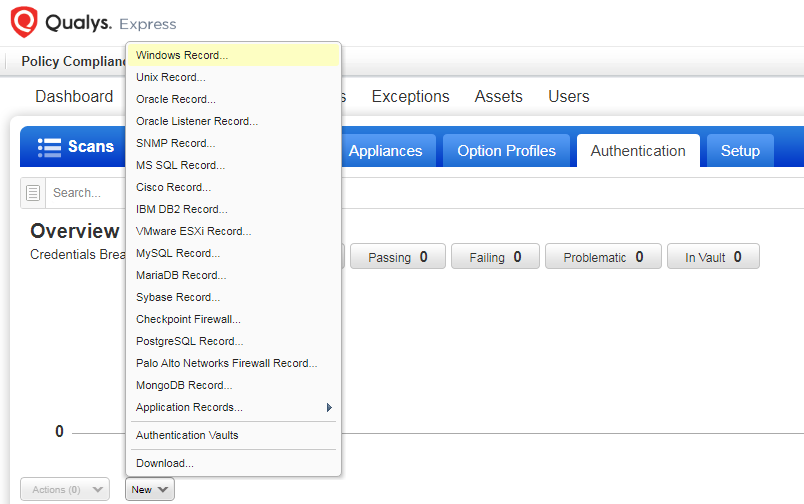 Qualys. Express
Policy Complian
Dashboard
s Exceptions Assets Users
Scans
Appliances Option Profiles Authentication Setup
Search...
Overview
Credentials Brea
Passing 0 Failing 0 Problematic 0 In Vault 0
Windows Record...
Unix Record...
Oracle Record...
Oracle Listener Record...
SNMP Record...
MS SQL Record...
Cisco Record...
IBM DB2 Record...
VMware ESXi Record...
MySQL Record...
MariaDB Record...
Sybase Record...
Checkpoint Firewall...
PostgreSQL Record...
Palo Alto Networks Firewall Record...
MongoDB Record...
Application Records...
Authentication Vaults
Download...
0
Actions (0) New